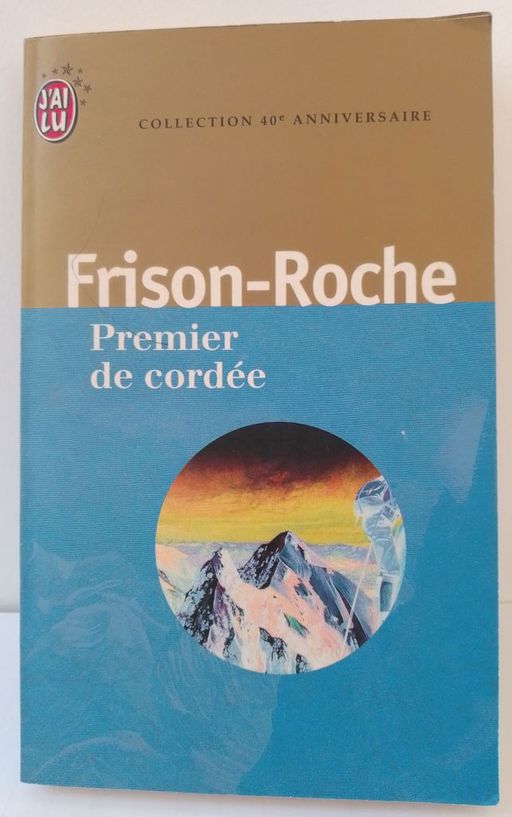 J'AI
LU
COLLECTION 40e ANNIVERSAIRE
Frison-Roche
Premier
de cordée